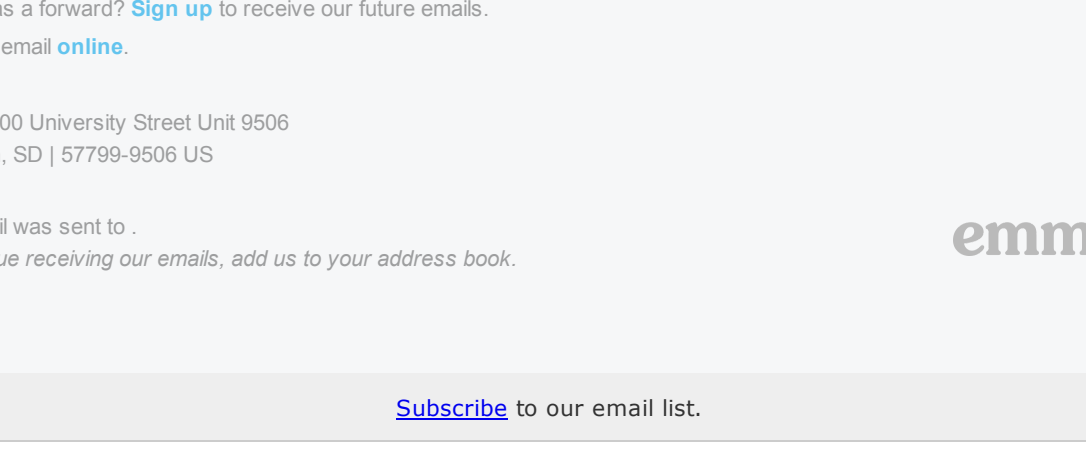 as a forward? Sign up to receive our future emails.
email online.
00 University Street Unit 9506
, SD | 57799-9506 US
il was sent to .
ue receiving our emails, add us to your address book.
emm
Subscribe to our email list.